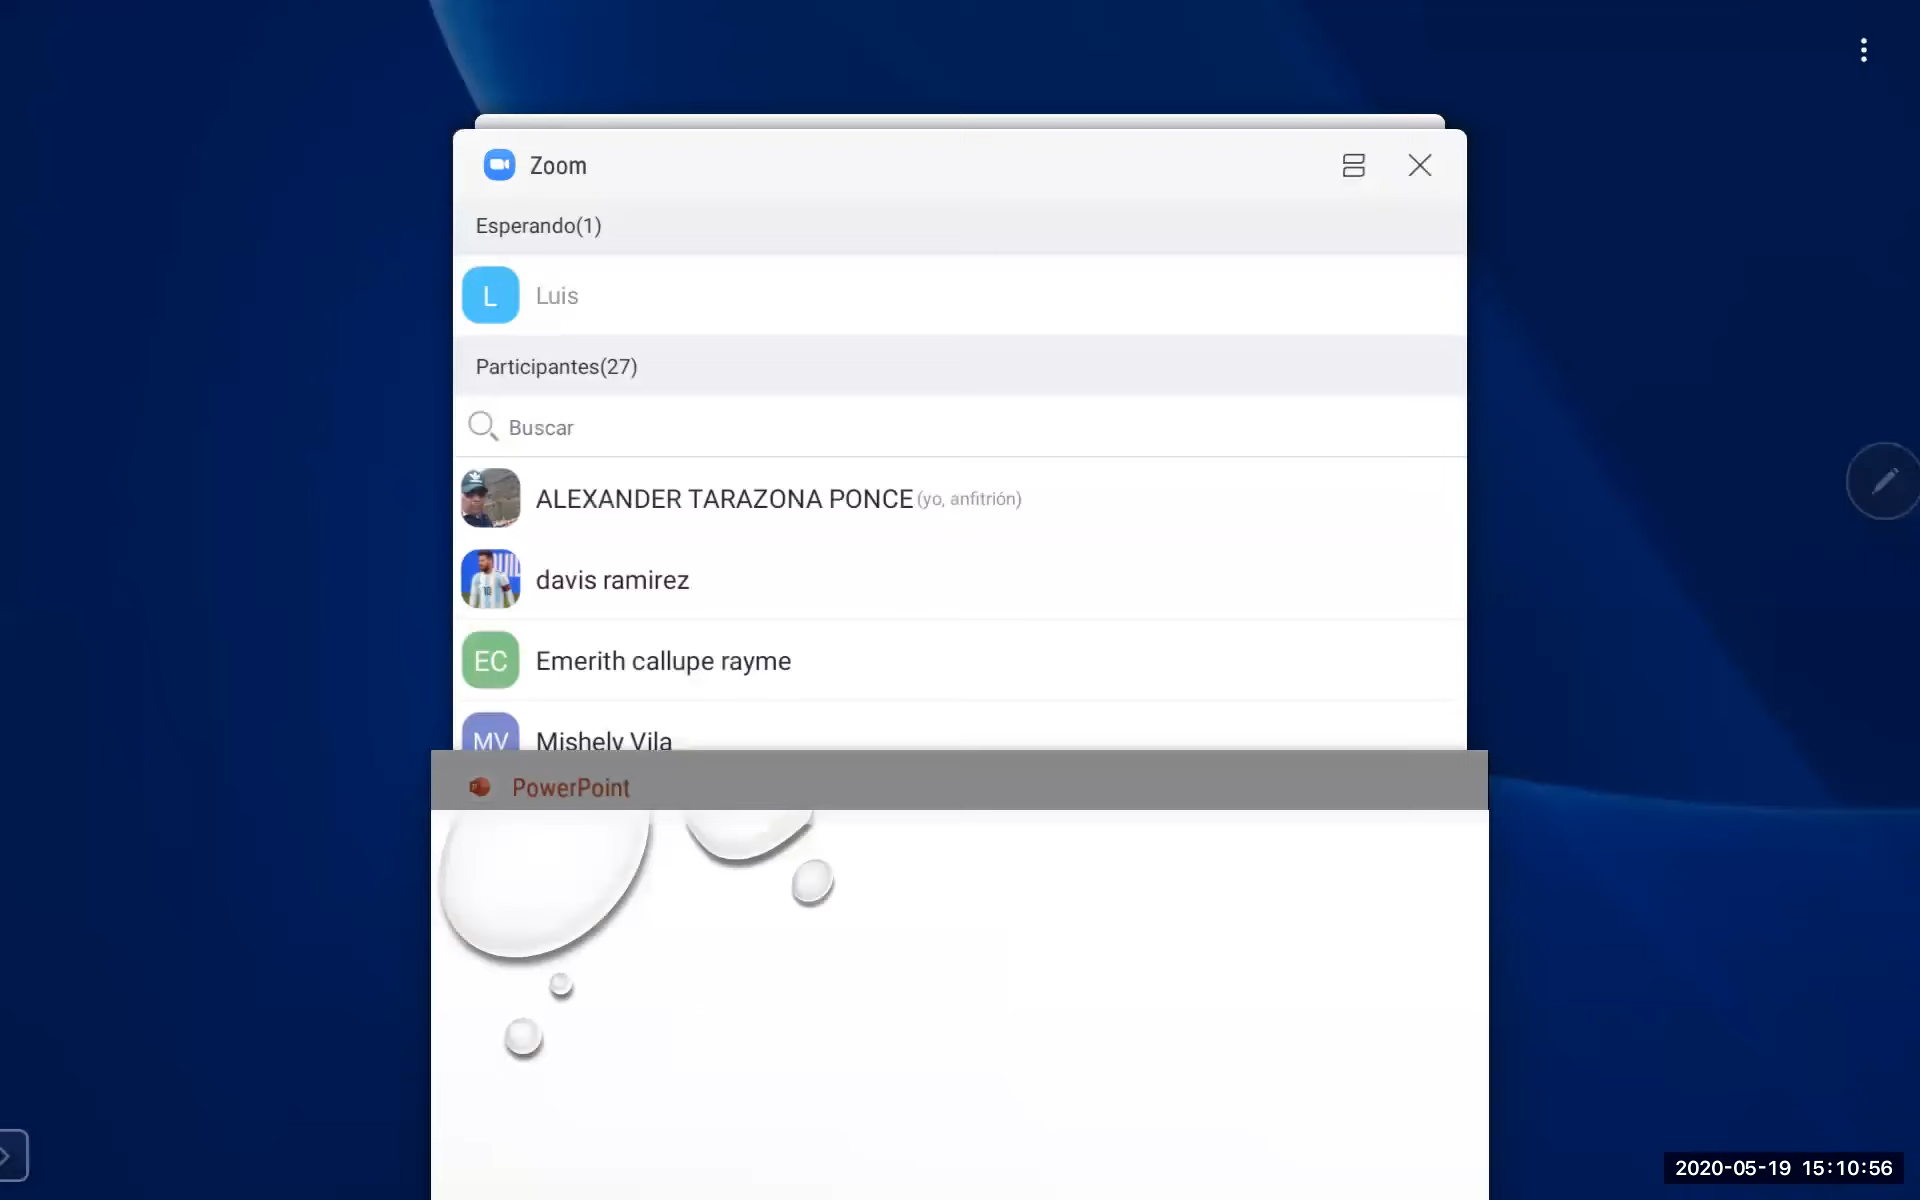 Zoom
Esperando(1)
L Luis
Participantes(27)
Buscar
ALEXANDER TARAZONA PONCE (yo, anfitrión)
davis ramirez
EC Emerith callupe rayme
MV Mishely Vila
PowerPoint
2020-05-19 15:10:56